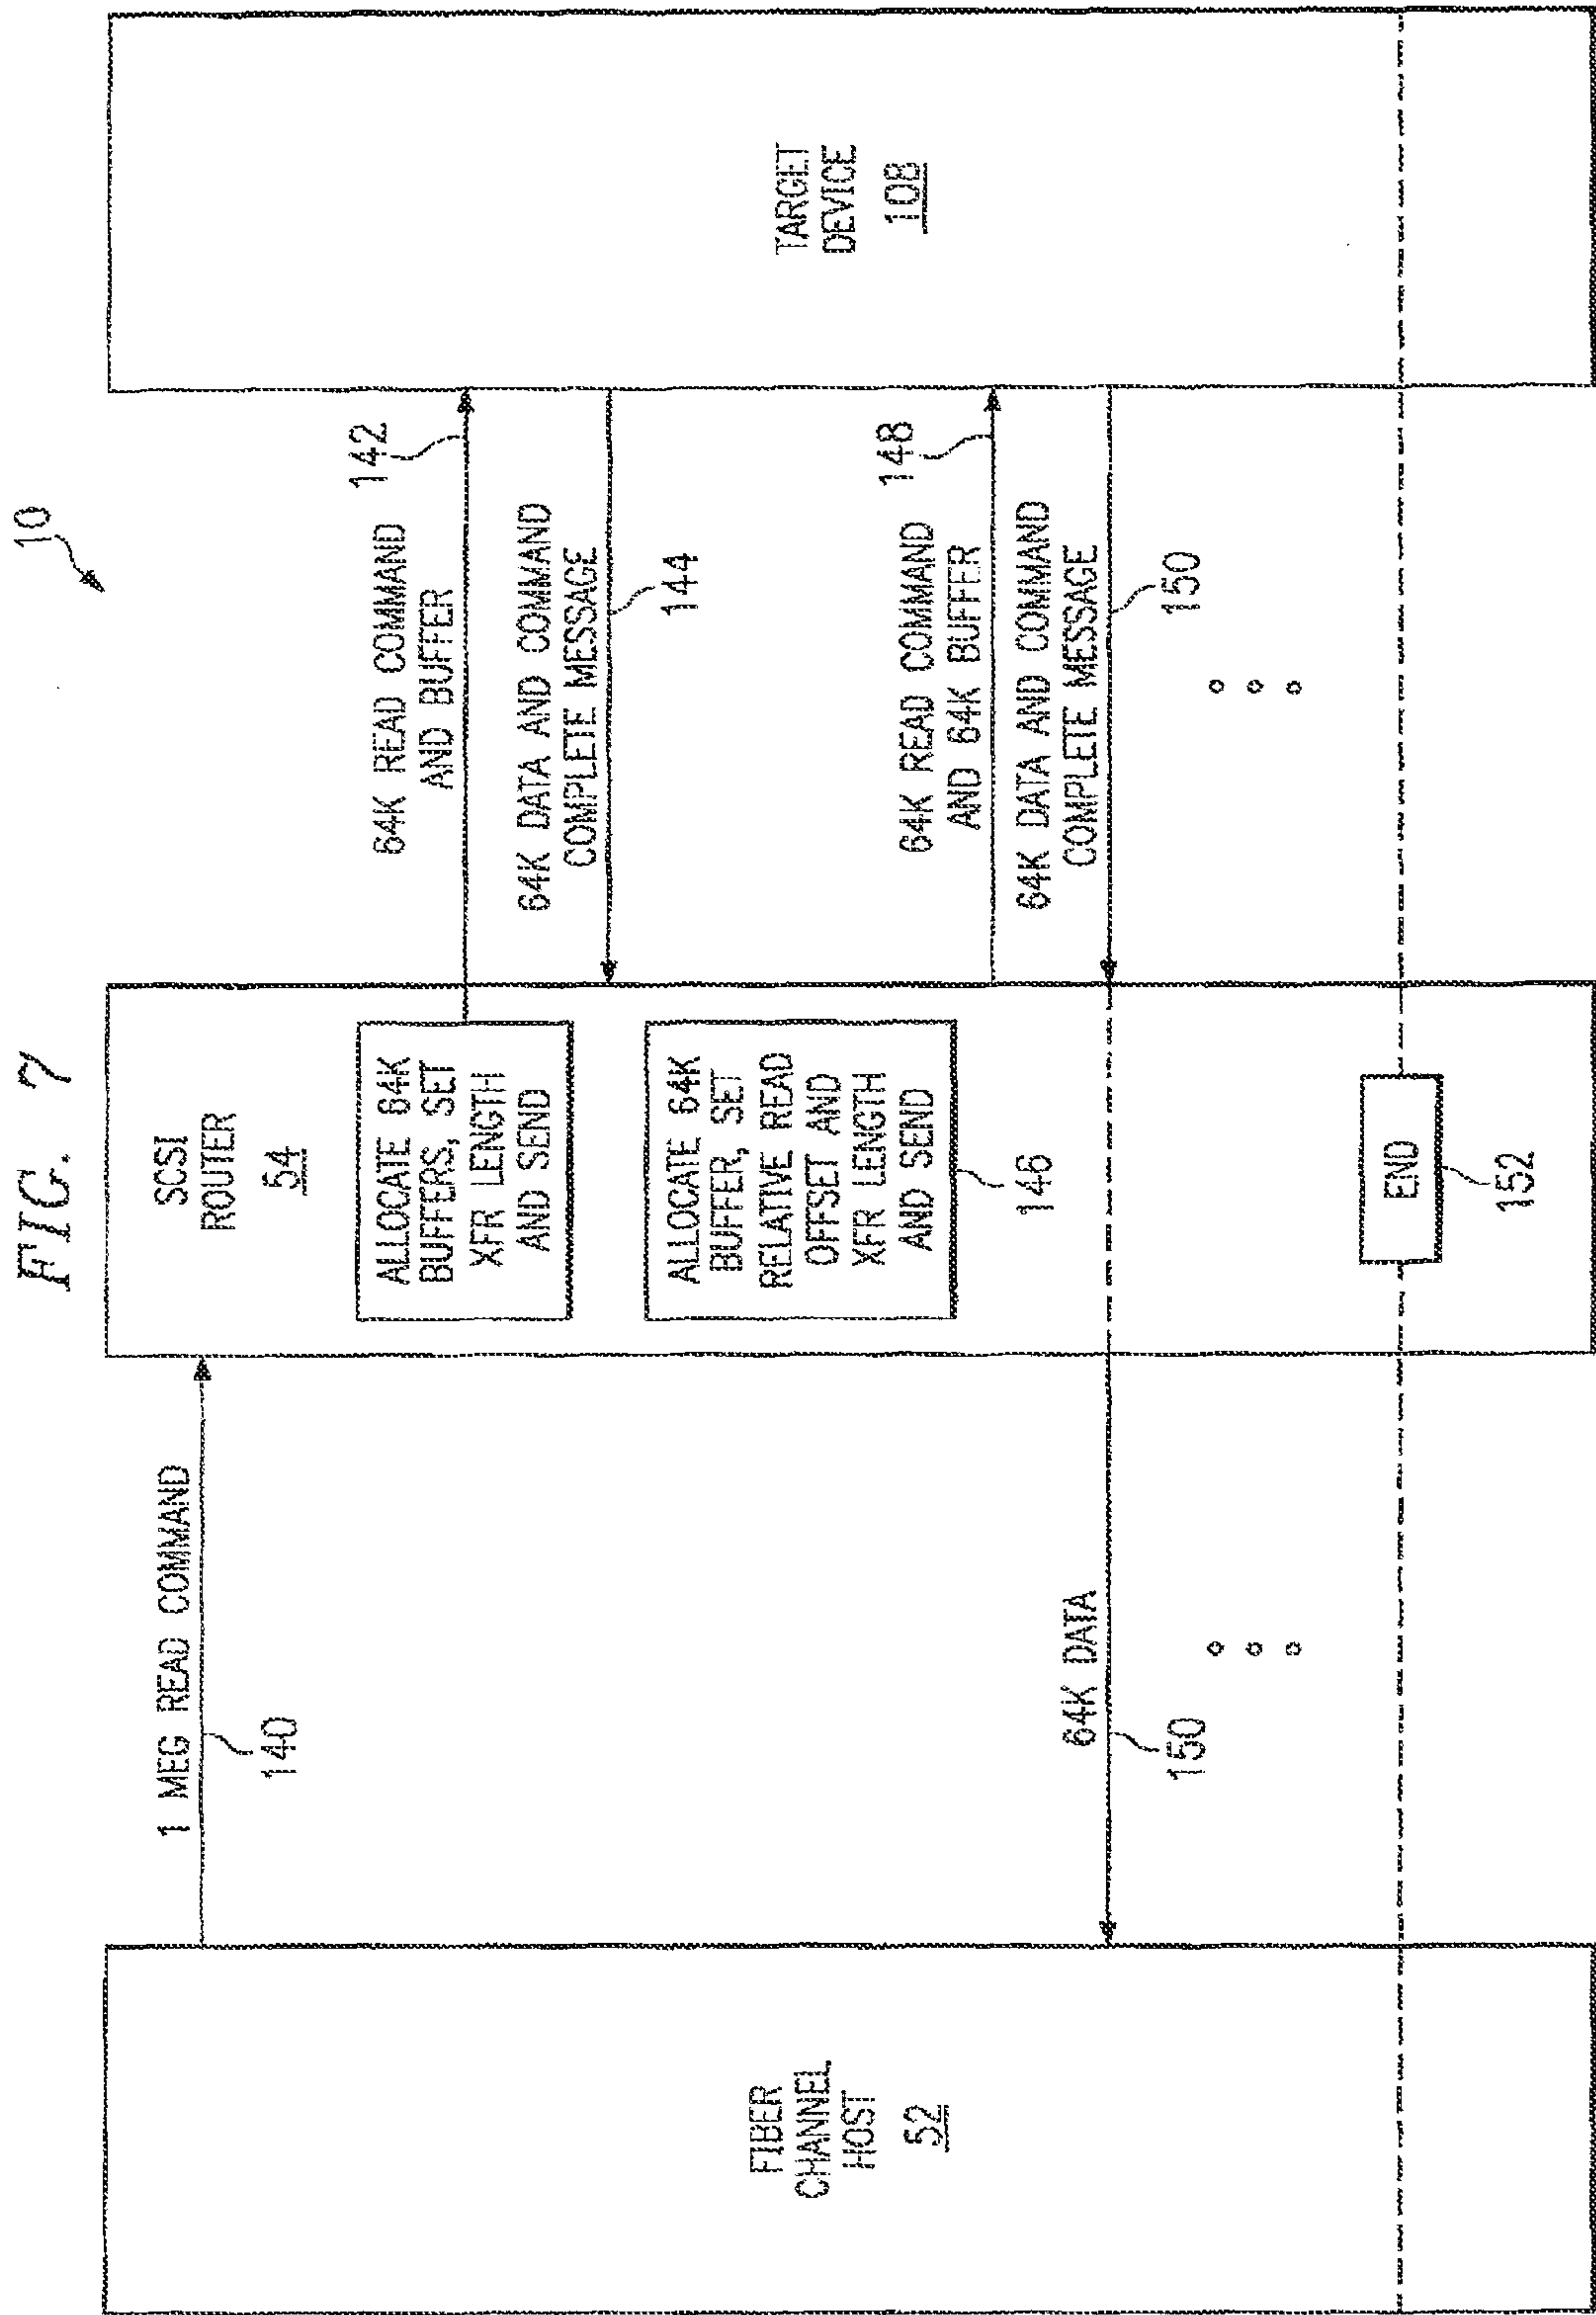 FIG. 7
10
FIBER
CHANNEL
HOST
52
1 MEG READ COMMAND
140
SCSI
ROUTER
54
TARGET
DEVICE
108
ALLOCATE 64K
BUFFERS, SET
XFR LENGTH
AND SEND
64K READ COMMAND
AND BUFFER
142
64K DATA AND COMMAND
COMPLETE MESSAGE
144
ALLOCATE 64K
BUFFER, SET
RELATIVE READ
OFFSET AND
XFR LENGTH
AND SEND
146
64K READ COMMAND
AND 64K BUFFER
148
64K DATA AND COMMAND
COMPLETE MESSAGE
150
64K DATA
150
END
152